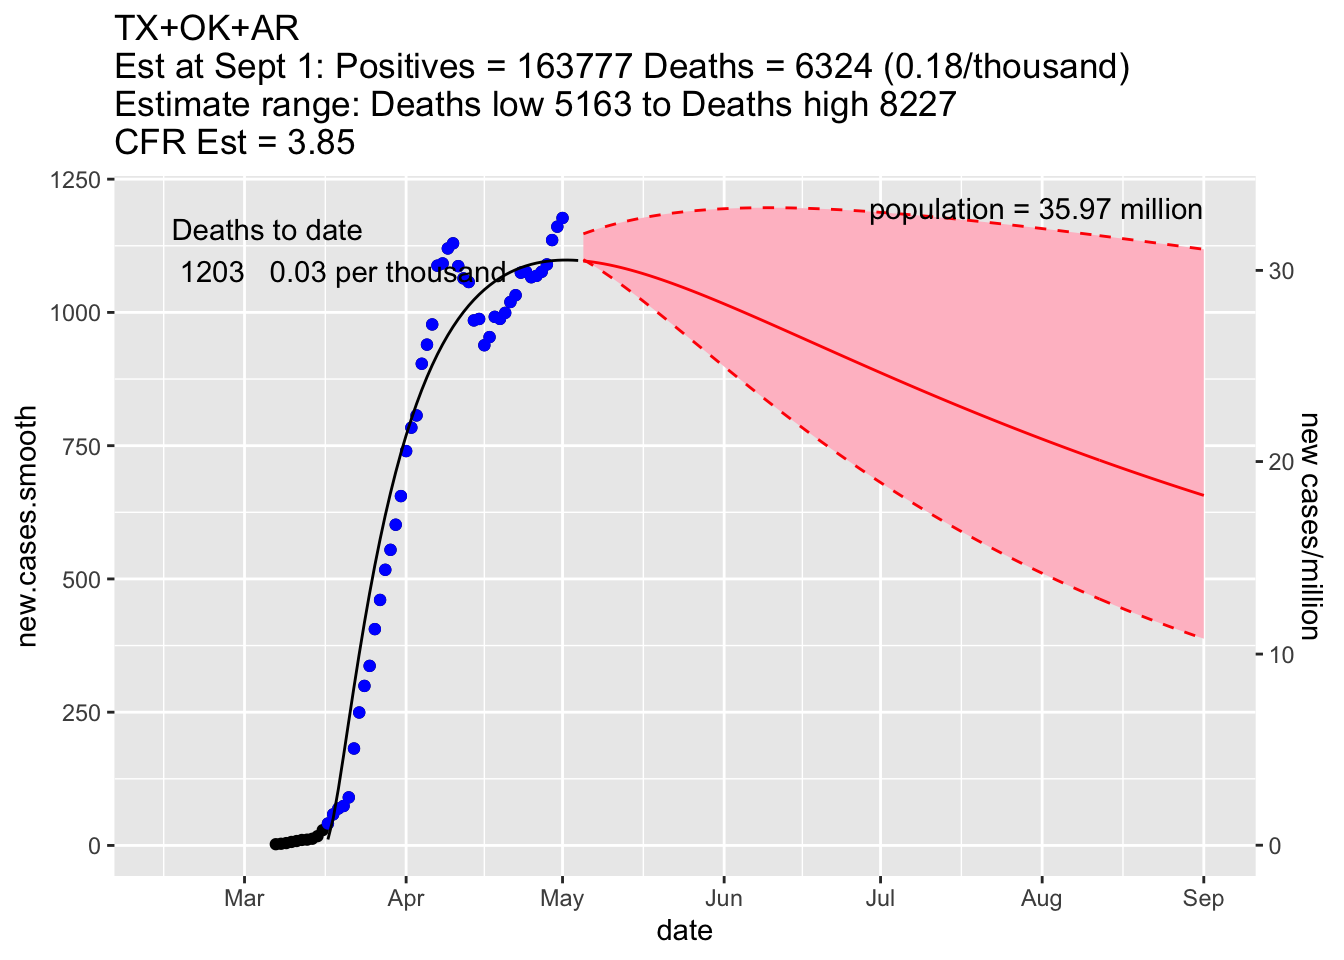 TX+OK+AR
Est at Sept 1: Positives = 163777 Deaths = 6324 (0.18/thousand)
Estimate range: Deaths low 5163 to Deaths high 8227
CFR Est = 3.85
1250
1000
750
500
250
0
new.cases.smooth
Deaths to date
1203 0.03 per thousand
population = 35.97 million
30
20
10
0
new cases/million
Mar Apr May Jun Jul Aug Sep
date